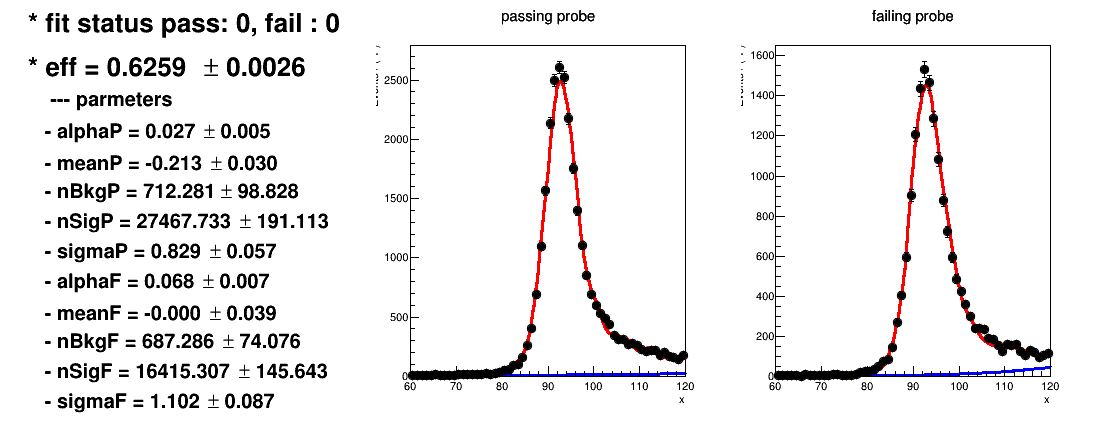 * fit status pass: 0, fail : 0
* eff = 0.6259 ± 0.0026
--- parmeters
- alphaP = 0.027 ± 0.005
- meanP = -0.213 ± 0.030
- nBkgP = 712.281 ± 98.828
- nSigP = 27467.733 ± 191.113
- sigmaP = 0.829 ± 0.057
- alphaF = 0.068 ± 0.007
- meanF = -0.000 ± 0.039
- nBkgF = 687.286 ± 74.076
- nSigF = 16415.307 ± 145.643
- sigmaF = 1.102 ± 0.087
passing probe
2500
2000
1500
1000
500
0
60 70 80 90 100 110 120
x
failing probe
1600
1400
1200
1000
800
600
400
200
0
60 70 80 90 100 110 120
x